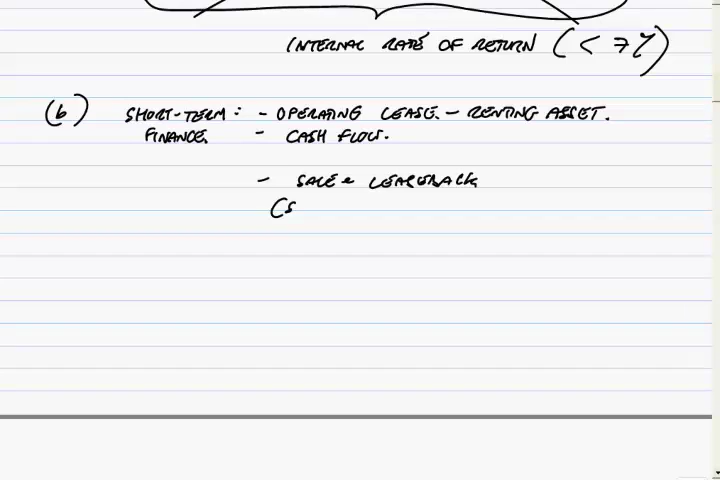 INTERNAL RATE OF RETURN (< 7%)
(b) SHORT-TERM: - OPERATING LEASE. - RENTING ASSET.
FINANCE. - CASH FLOW.
- SALE & LEASEBACK
(S